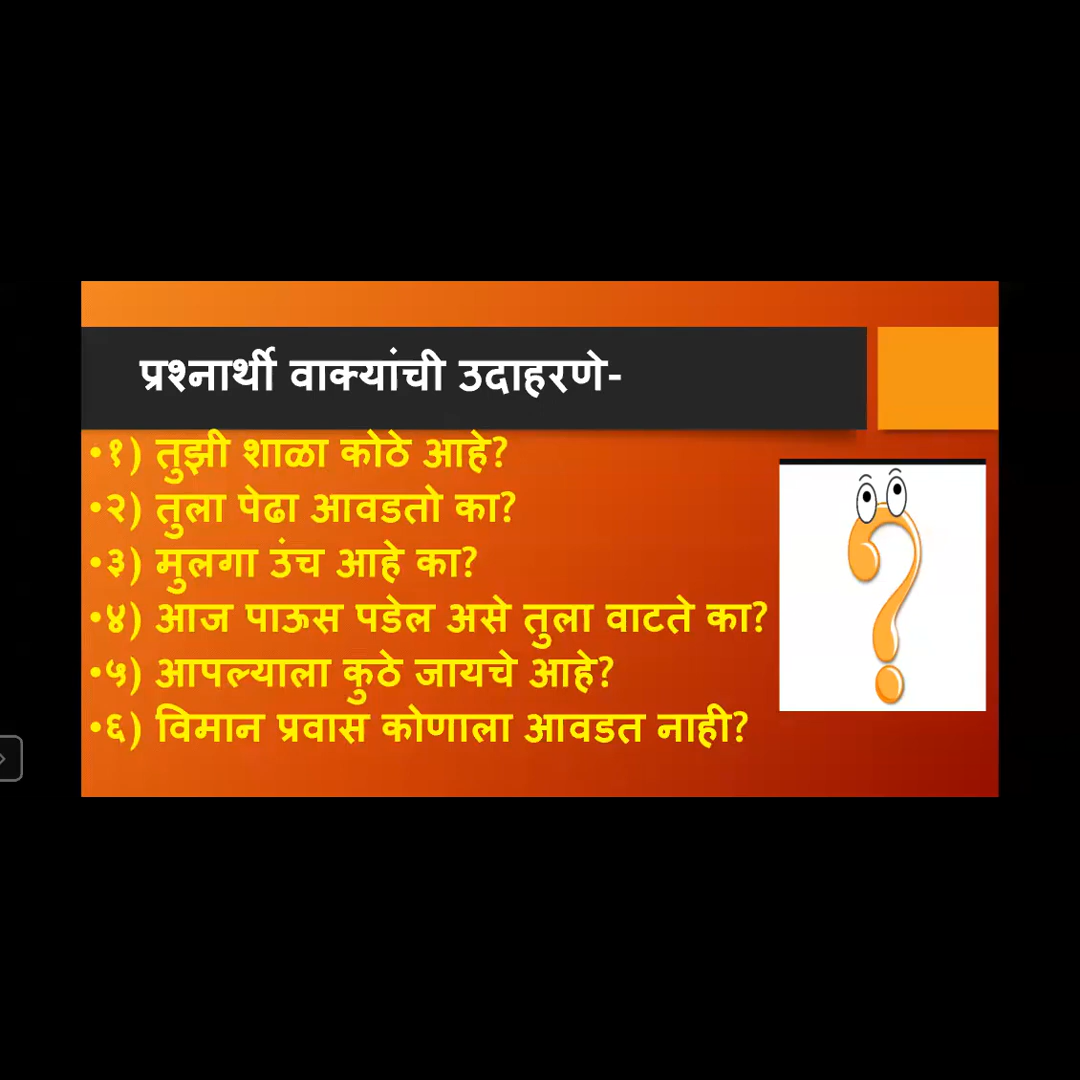 प्रश्नार्थी वाक्यांची उदाहरणे-
•१) तुझी शाळा कोठे आहे?
•२) तुला पेढा आवडतो का?
•३) मुलगा उंच आहे का?
•४) आज पाऊस पडेल असे तुला वाटते का?
•५) आपल्याला कुठे जायचे आहे?
•६) विमान प्रवास कोणाला आवडत नाही?